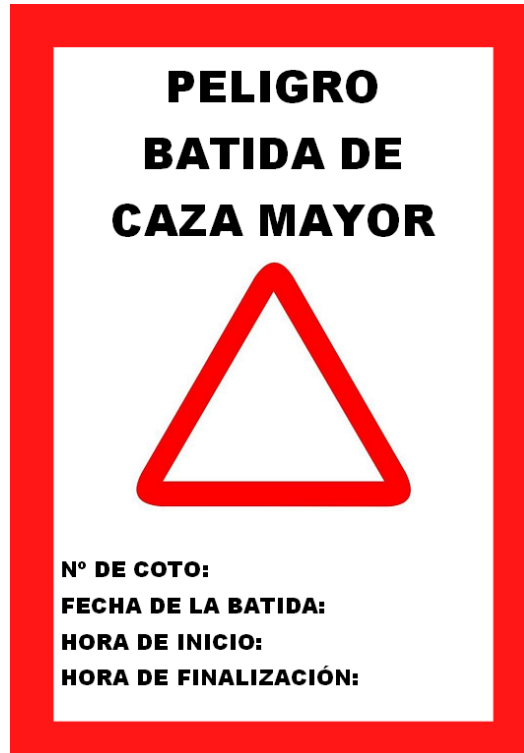 PELIGRO
BATIDA DE
CAZA MAYOR
Nº DE COTO:
FECHA DE LA BATIDA:
HORA DE INICIO:
HORA DE FINALIZACIÓN: